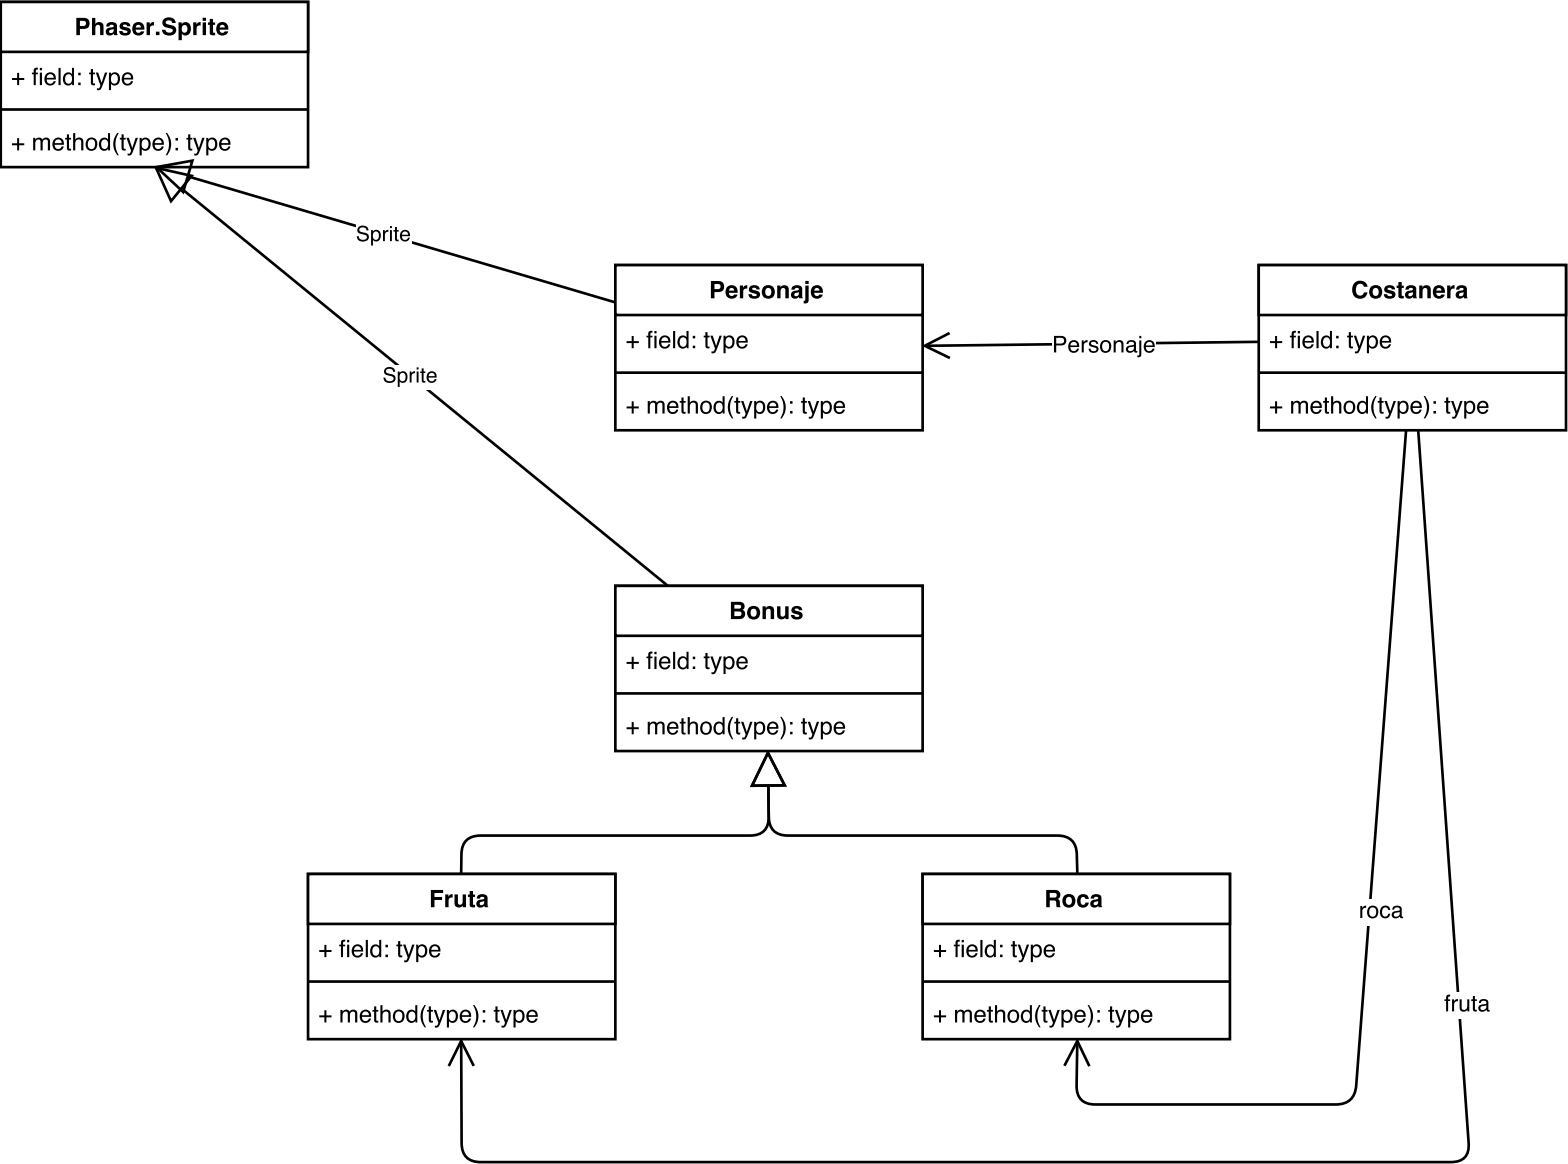 Phaser.Sprite
+ field: type
+ method(type): type
Sprite
Personaje
+ field: type
+ method(type): type
Personaje
Costanera
+ field: type
+ method(type): type
Sprite
Bonus
+ field: type
+ method(type): type
Fruta
+ field: type
+ method(type): type
Roca
+ field: type
+ method(type): type
roca
fruta